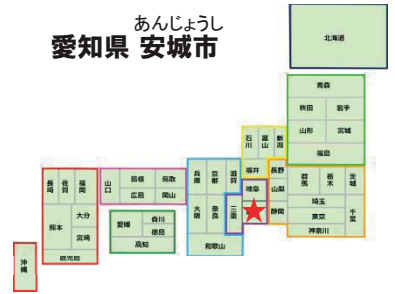 あんじょうし
愛知県 安城市
北海道
青森
秋田 岩手
山形 宮城
福島
石川 富山 新潟
福井 長野
岐阜 山梨
静岡
群馬 栃木 茨城
埼玉
東京
千葉
神奈川
兵庫 京都 滋賀
大阪 奈良 三重
和歌山
山口 島根 鳥取
広島 岡山
愛媛 香川
徳島
高知
長崎 佐賀 福岡
熊本 大分
宮崎
鹿児島
沖縄